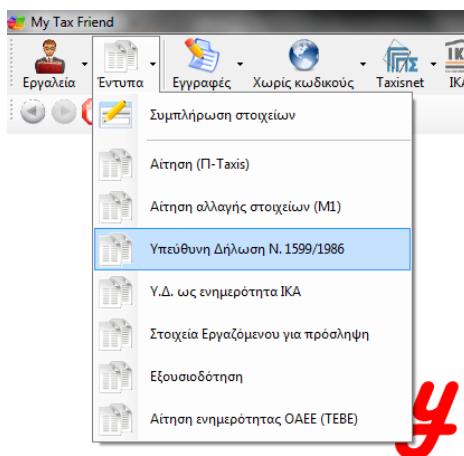 My Tax Friend
Εργαλεία Έντυπα Εγγραφές Χωρίς κωδικούς Taxisnet ΙΚΑ
Συμπλήρωση στοιχείων
Αίτηση (Π-Taxis)
Αίτηση αλλαγής στοιχείων (Μ1)
Υπεύθυνη Δήλωση Ν. 1599/1986
Υ.Δ. ως ενημερότητα ΙΚΑ
Στοιχεία Εργαζόμενου για πρόσληψη
Εξουσιοδότηση
Αίτηση ενημερότητας ΟΑΕΕ (ΤΕΒΕ)
y